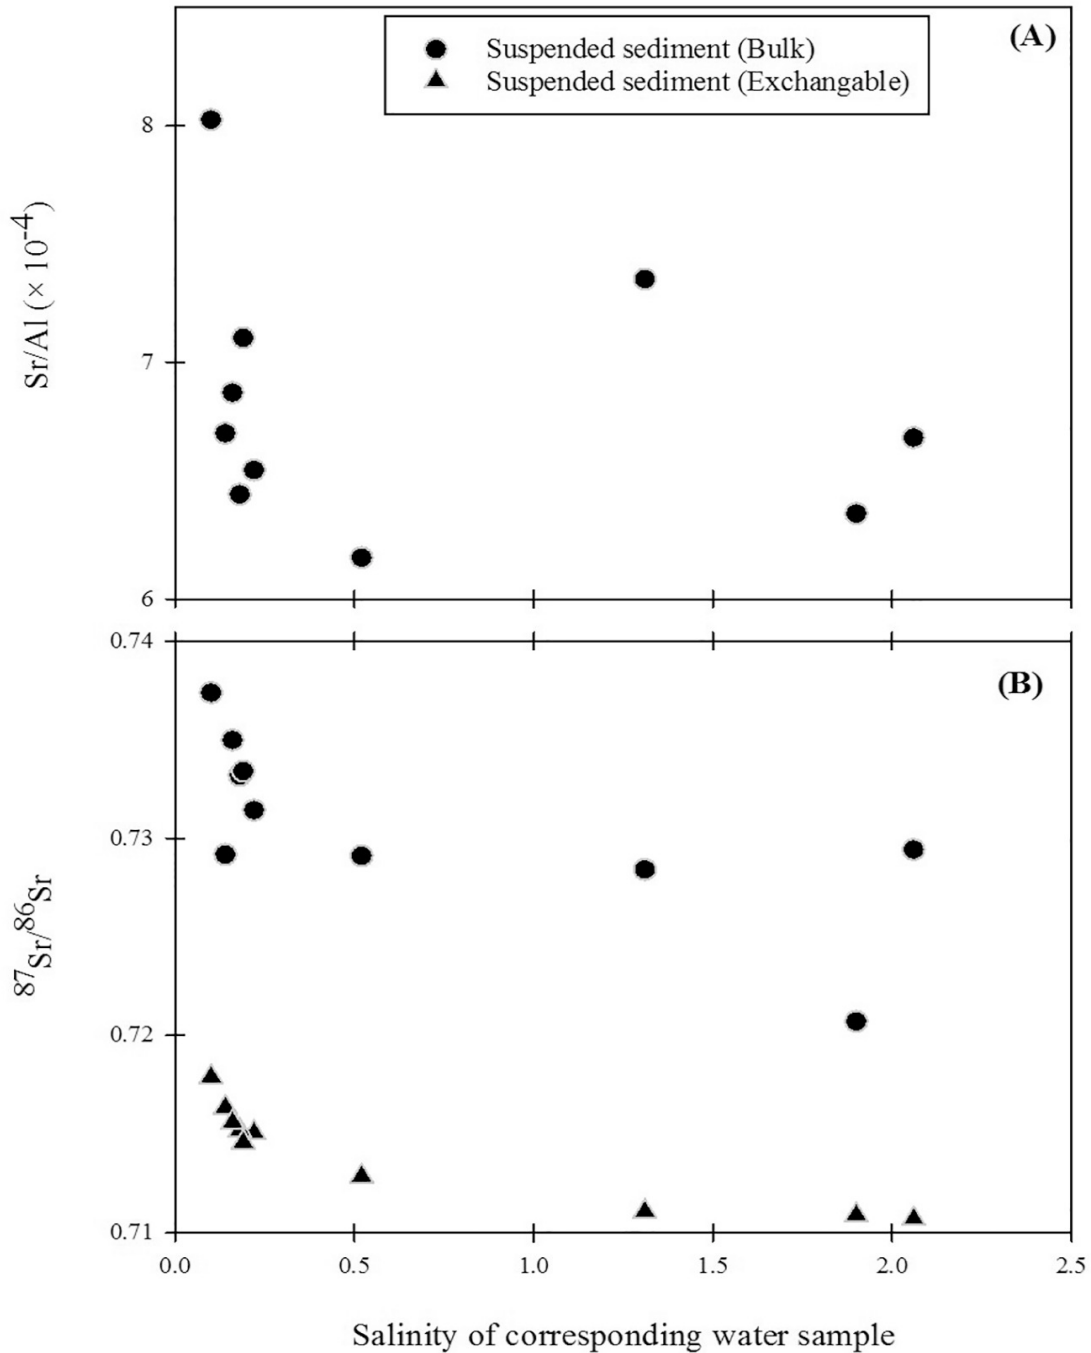 (A)
Suspended sediment (Bulk)
Suspended sediment (Exchangable)
8
7
6
Sr/Al (× 10⁻⁴)
0.74
(B)
0.73
0.72
0.71
⁸⁷Sr/⁸⁶Sr
0.0 0.5 1.0 1.5 2.0 2.5
Salinity of corresponding water sample